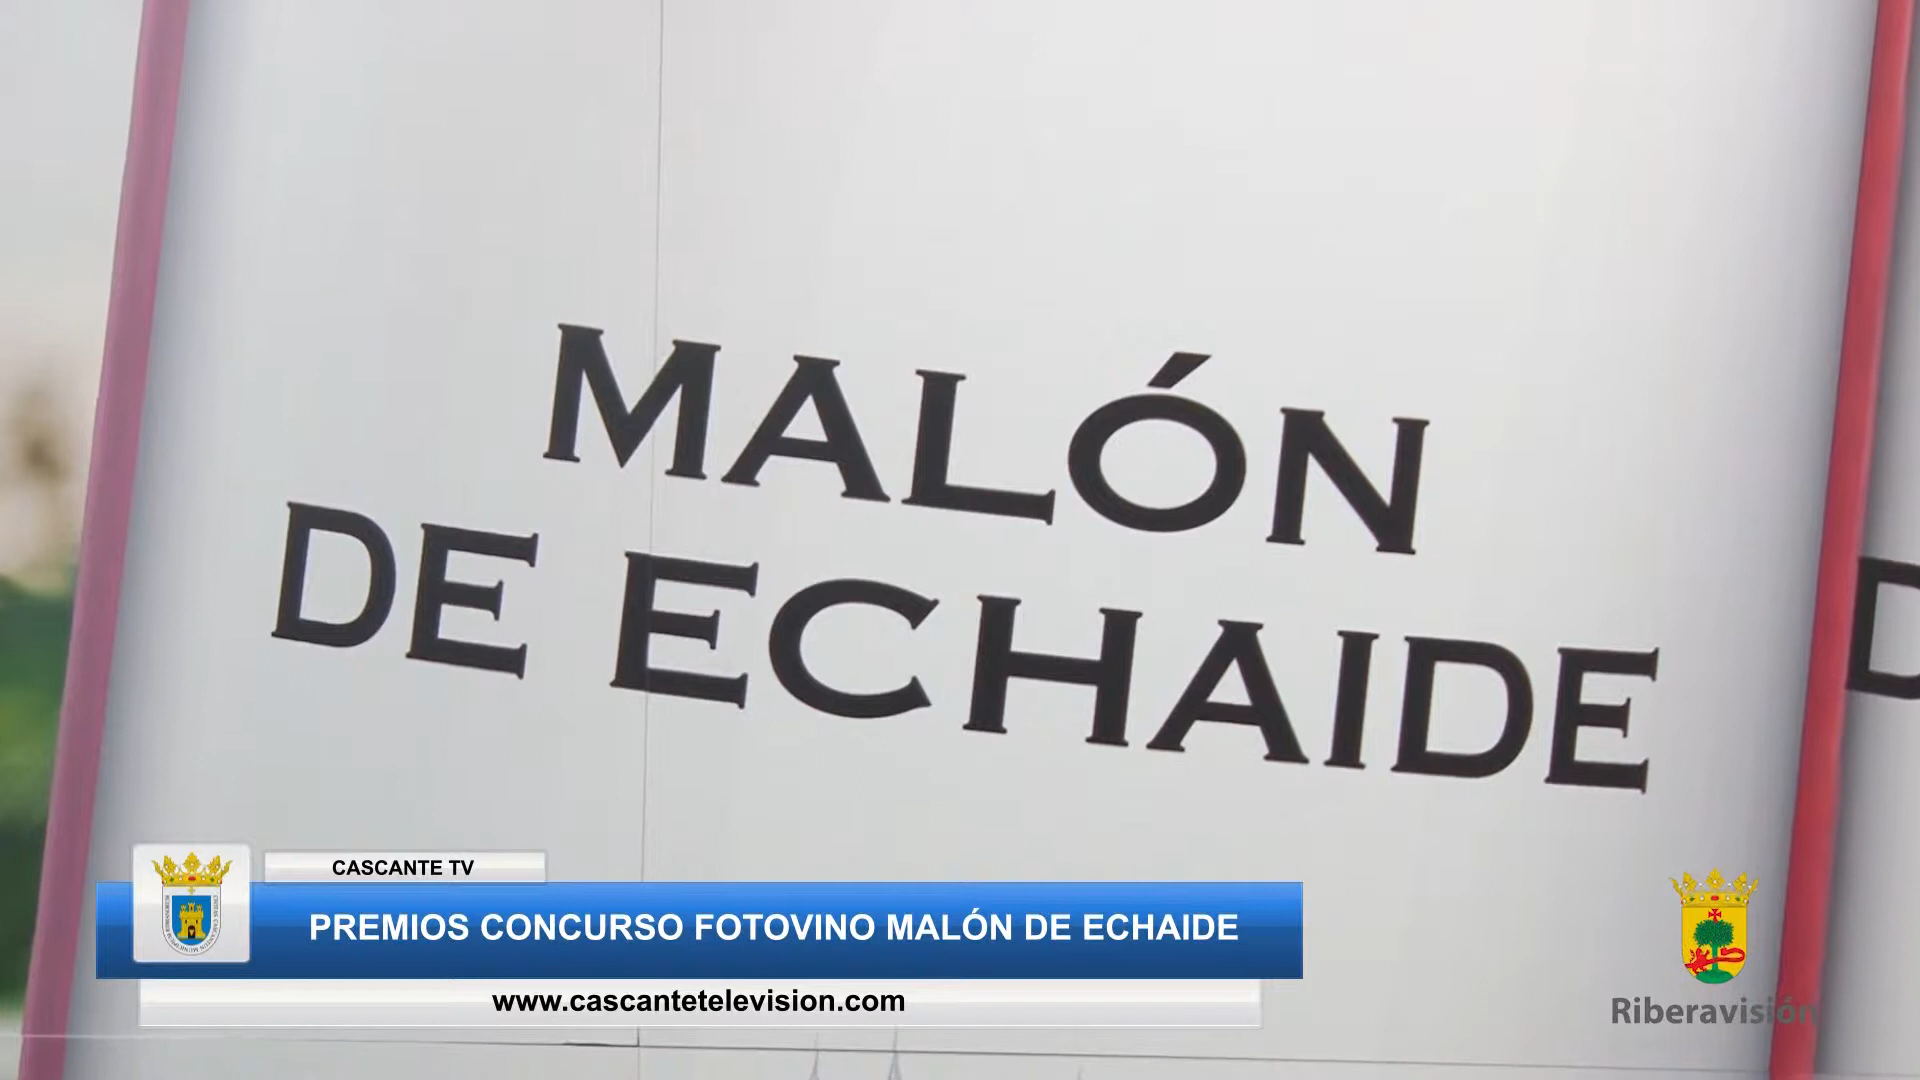 MALÓN
DE ECHAIDE
D
CASCANTE TV
PREMIOS CONCURSO FOTOVINO MALÓN DE ECHAIDE
www.cascantetelevision.com
Riberavisión